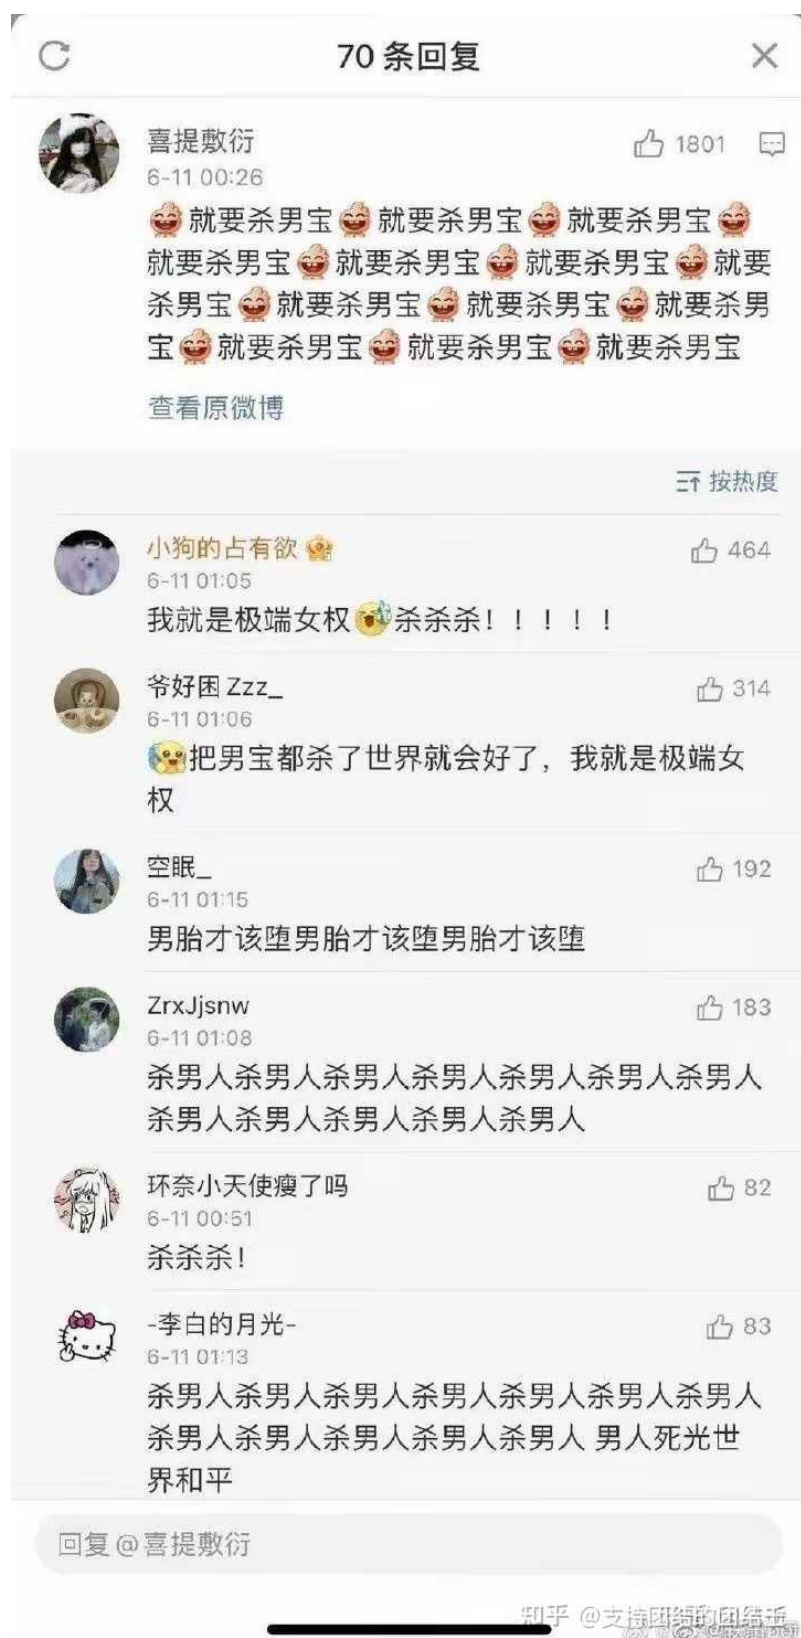 70 条回复
喜提敷衍
1801
6-11 00:26
就要杀男宝 就要杀男宝 就要杀男宝
就要杀男宝 就要杀男宝 就要杀男宝 就要
杀男宝 就要杀男宝 就要杀男宝 就要杀男
宝 就要杀男宝 就要杀男宝 就要杀男宝
查看原微博
按热度
小狗的占有欲
464
6-11 01:05
我就是极端女权 杀杀杀！！！！！
爷好困 Zzz_
314
6-11 01:06
把男宝都杀了世界就会好了，我就是极端女
权
空眠_
192
6-11 01:15
男胎才该堕男胎才该堕男胎才该堕
ZrxJjsnw
183
6-11 01:08
杀男人杀男人杀男人杀男人杀男人杀男人杀男人
杀男人杀男人杀男人杀男人杀男人
环奈小天使瘦了吗
82
6-11 00:51
杀杀杀！
-李白的月光-
83
6-11 01:13
杀男人杀男人杀男人杀男人杀男人杀男人杀男人
杀男人杀男人杀男人杀男人杀男人 男人死光世
界和平
回复@喜提敷衍
知乎 @支持团结的团结